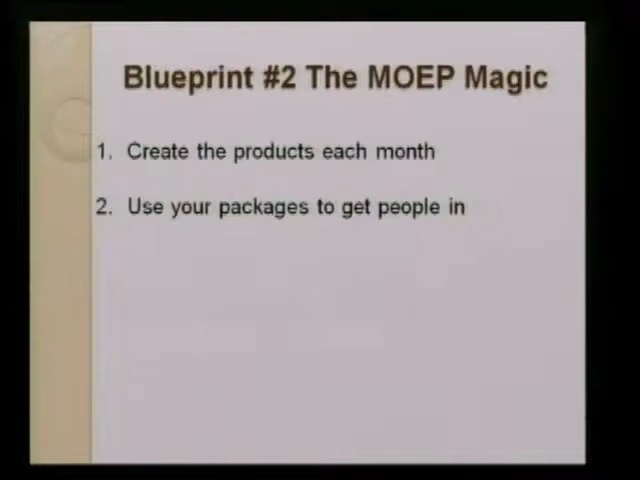 Blueprint #2 The MOEP Magic
1. Create the products each month
2. Use your packages to get people in